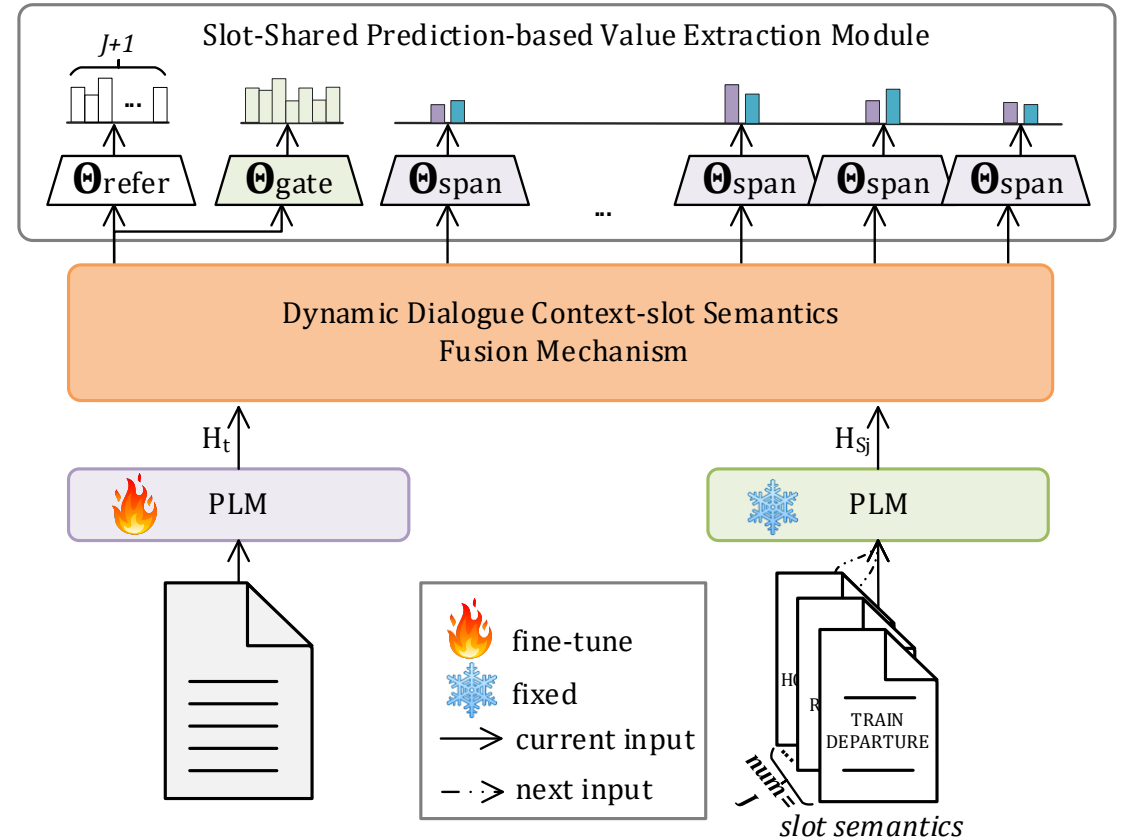 Slot-Shared Prediction-based Value Extraction Module
J+1
...
Θrefer
Θgate
Θspan
...
Θspan
Θspan
Θspan
Dynamic Dialogue Context-slot Semantics
Fusion Mechanism
Ht
HSj
PLM
PLM
fine-tune
fixed
current input
next input
HO
R
TRAIN
DEPARTURE
...
num=
J
slot semantics